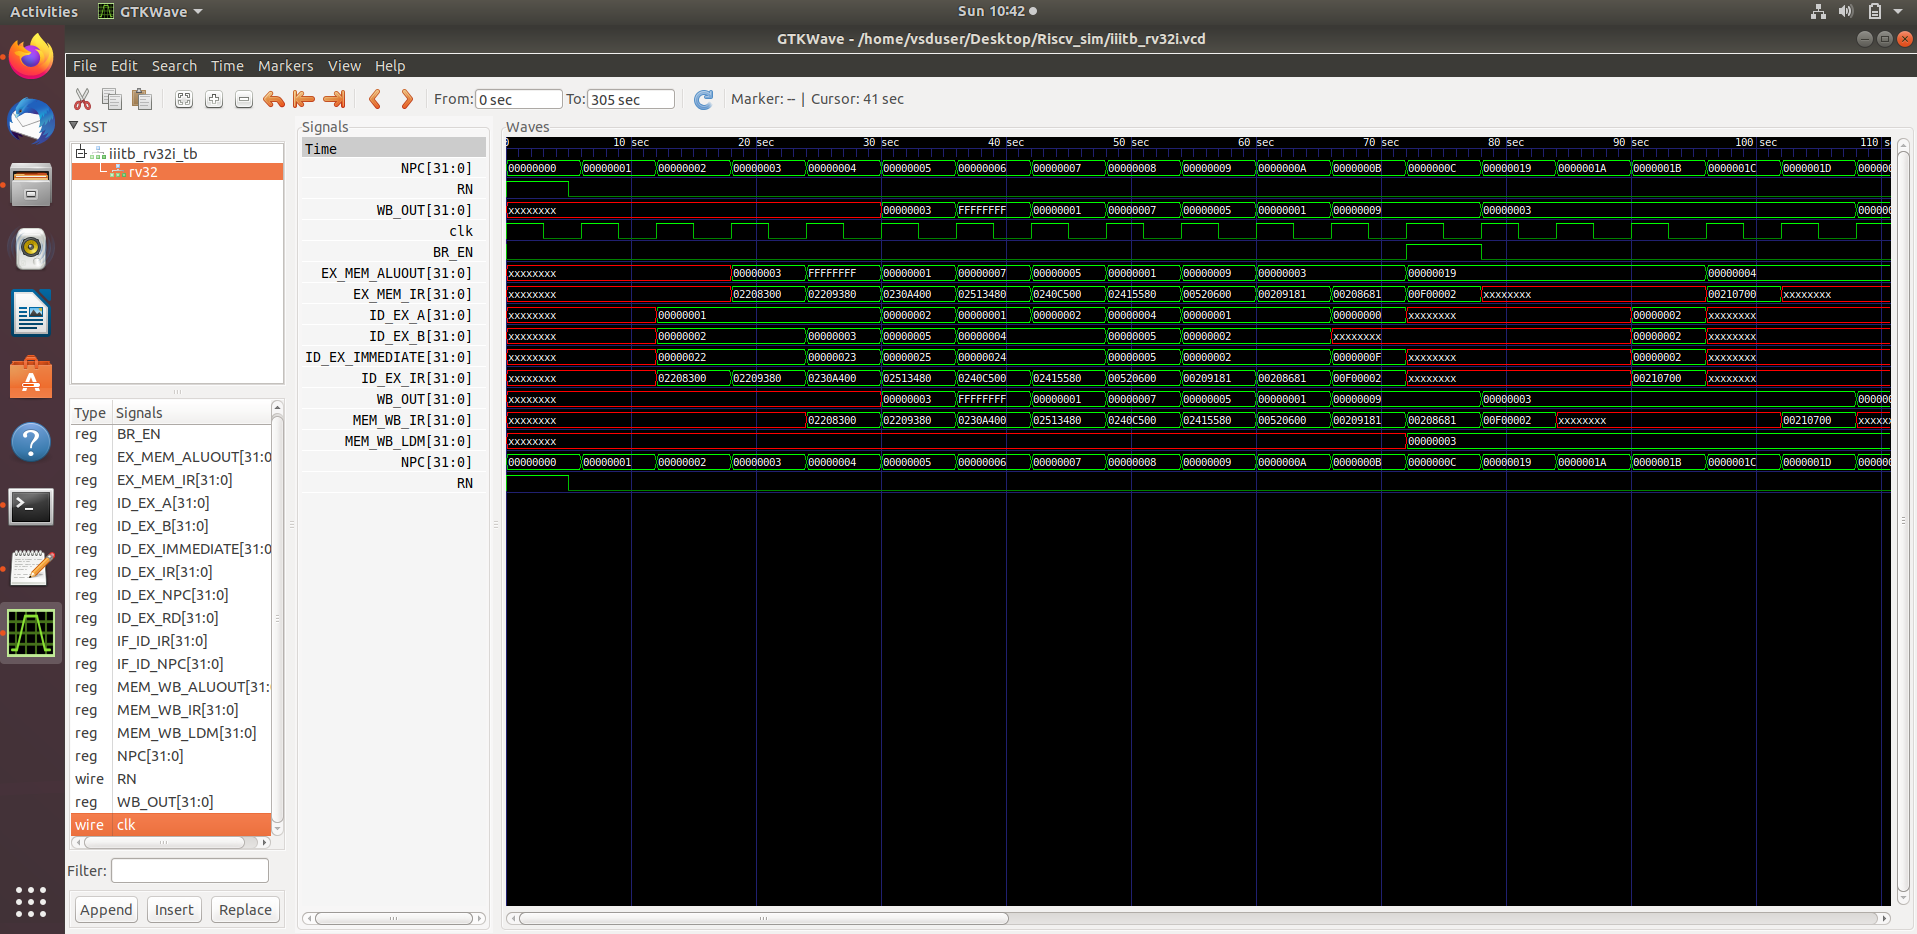 Activities GTKWave Sun 10:42
GTKWave - /home/vsduser/Desktop/Riscv_sim/iiitb_rv32i.vcd
File Edit Search Time Markers View Help
From: 0 sec To: 305 sec Marker: -- | Cursor: 41 sec
SST
iiitb_rv32i_tb
rv32
Type Signals
reg BR_EN
reg EX_MEM_ALUOUT[31:0
reg EX_MEM_IR[31:0]
reg ID_EX_A[31:0]
reg ID_EX_B[31:0]
reg ID_EX_IMMEDIATE[31:0
reg ID_EX_IR[31:0]
reg ID_EX_NPC[31:0]
reg ID_EX_RD[31:0]
reg IF_ID_IR[31:0]
reg IF_ID_NPC[31:0]
reg MEM_WB_ALUOUT[31:
reg MEM_WB_IR[31:0]
reg MEM_WB_LDM[31:0]
reg NPC[31:0]
wire RN
reg WB_OUT[31:0]
wire clk
Filter:
Append Insert Replace
Signals
Time
NPC[31:0]
RN
WB_OUT[31:0]
clk
BR_EN
EX_MEM_ALUOUT[31:0]
EX_MEM_IR[31:0]
ID_EX_A[31:0]
ID_EX_B[31:0]
ID_EX_IMMEDIATE[31:0]
ID_EX_IR[31:0]
WB_OUT[31:0]
MEM_WB_IR[31:0]
MEM_WB_LDM[31:0]
NPC[31:0]
RN
Waves
0 10 sec 20 sec 30 sec 40 sec 50 sec 60 sec 70 sec 80 sec 90 sec 100 sec 110 s
00000000 00000001 00000002 00000003 00000004 00000005 00000006 00000007 00000008 00000009 0000000A 0000000B 0000000C 00000019 0000001A 0000001B 0000001C 0000001D 00000
xxxxxxxx 00000003 FFFFFFFF 00000001 00000007 00000005 00000001 00000009 00000003 00000
xxxxxxxx 00000003 FFFFFFFF 00000001 00000007 00000005 00000001 00000009 00000003 00000019 00000004
xxxxxxxx 02208300 02209380 0230A400 02513480 0240C500 02415580 00520600 00209181 00208681 00F00002 xxxxxxxx 00210700 xxxxxxxx
xxxxxxxx 00000001 00000002 00000001 00000002 00000004 00000001 00000000 xxxxxxxx 00000002 xxxxxxxx
xxxxxxxx 00000002 00000003 00000005 00000004 00000005 00000002 xxxxxxxx 00000002 xxxxxxxx
xxxxxxxx 00000022 00000023 00000025 00000024 00000005 00000002 0000000F xxxxxxxx 00000002 xxxxxxxx
xxxxxxxx 02208300 02209380 0230A400 02513480 0240C500 02415580 00520600 00209181 00208681 00F00002 xxxxxxxx 00210700 xxxxxxxx
xxxxxxxx 00000003 FFFFFFFF 00000001 00000007 00000005 00000001 00000009 00000003 00000
xxxxxxxx 02208300 02209380 0230A400 02513480 0240C500 02415580 00520600 00209181 00208681 00F00002 xxxxxxxx 00210700 xxxxx
xxxxxxxx 00000003
00000000 00000001 00000002 00000003 00000004 00000005 00000006 00000007 00000008 00000009 0000000A 0000000B 0000000C 00000019 0000001A 0000001B 0000001C 0000001D 00000